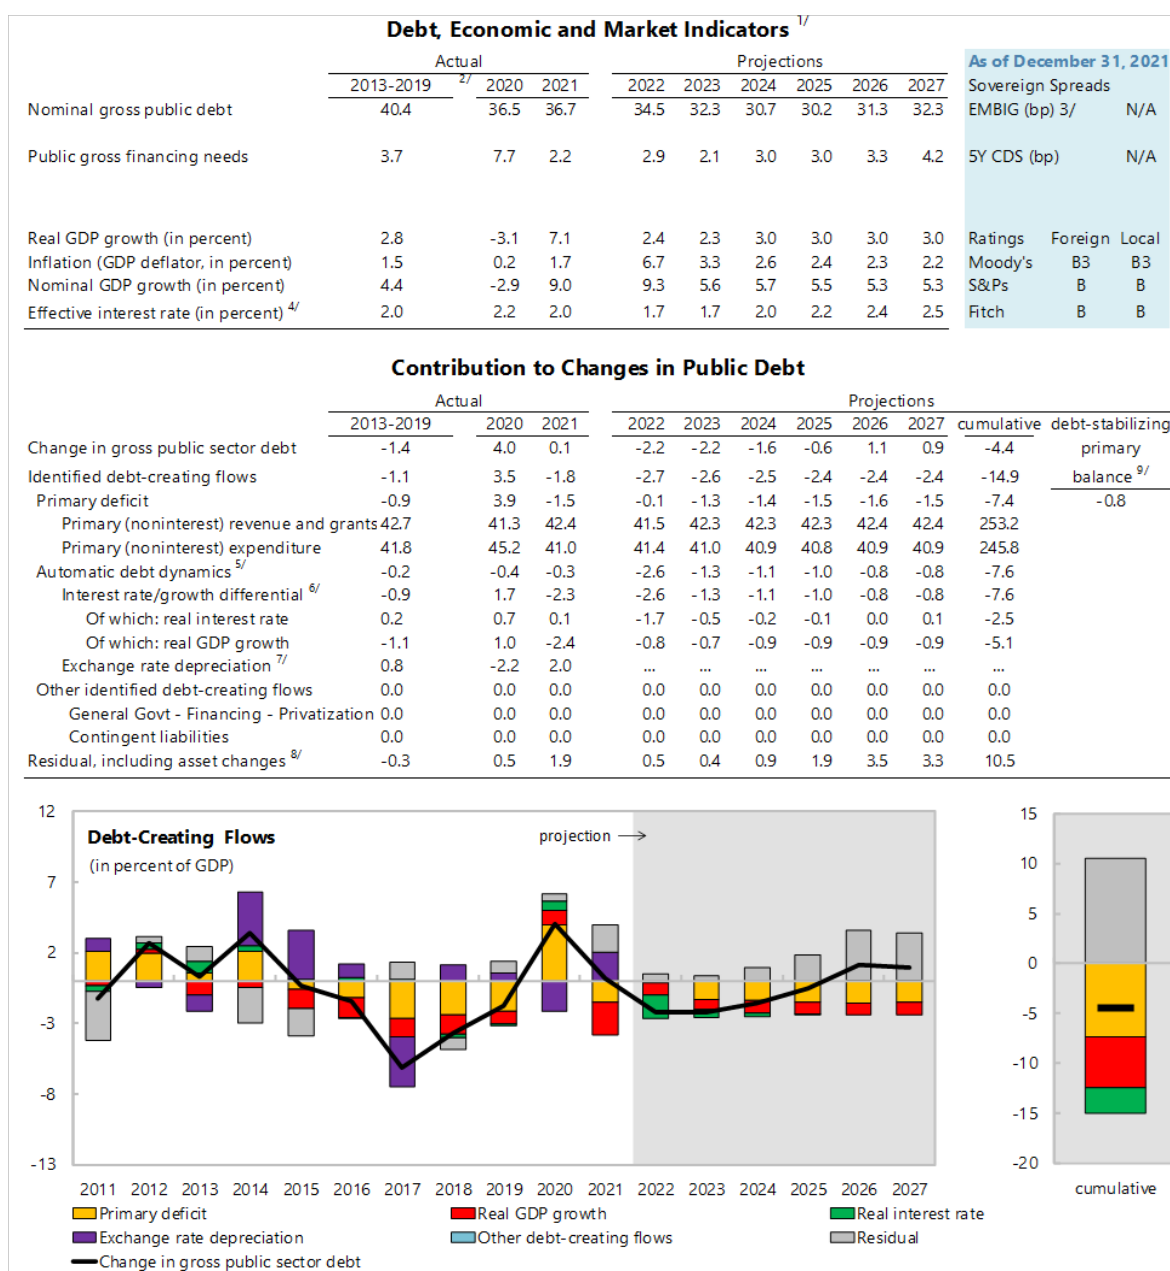 Debt, Economic and Market Indicators 1/
Actual Projections As of December 31, 2021
2013-2019 2/ 2020 2021 2022 2023 2024 2025 2026 2027 Sovereign Spreads
Nominal gross public debt 40.4 36.5 36.7 34.5 32.3 30.7 30.2 31.3 32.3 EMBIG (bp) 3/ N/A
Public gross financing needs 3.7 7.7 2.2 2.9 2.1 3.0 3.0 3.3 4.2 5Y CDS (bp) N/A
Real GDP growth (in percent) 2.8 -3.1 7.1 2.4 2.3 3.0 3.0 3.0 3.0 Ratings Foreign Local
Inflation (GDP deflator, in percent) 1.5 0.2 1.7 6.7 3.3 2.6 2.4 2.3 2.2 Moody's B3 B3
Nominal GDP growth (in percent) 4.4 -2.9 9.0 9.3 5.6 5.7 5.5 5.3 5.3 S&Ps B B
Effective interest rate (in percent) 4/ 2.0 2.2 2.0 1.7 1.7 2.0 2.2 2.4 2.5 Fitch B B
Contribution to Changes in Public Debt
Actual Projections
2013-2019 2020 2021 2022 2023 2024 2025 2026 2027 cumulative debt-stabilizing
Change in gross public sector debt -1.4 4.0 0.1 -2.2 -2.2 -1.6 -0.6 1.1 0.9 -4.4 primary
Identified debt-creating flows -1.1 3.5 -1.8 -2.7 -2.6 -2.5 -2.4 -2.4 -2.4 -14.9 balance 9/
Primary deficit -0.9 3.9 -1.5 -0.1 -1.3 -1.4 -1.5 -1.6 -1.5 -7.4 -0.8
Primary (noninterest) revenue and grants 42.7 41.3 42.4 41.5 42.3 42.3 42.3 42.4 42.4 253.2
Primary (noninterest) expenditure 41.8 45.2 41.0 41.4 41.0 40.9 40.8 40.9 40.9 245.8
Automatic debt dynamics 5/ -0.2 -0.4 -0.3 -2.6 -1.3 -1.1 -1.0 -0.8 -0.8 -7.6
Interest rate/growth differential 6/ -0.9 1.7 -2.3 -2.6 -1.3 -1.1 -1.0 -0.8 -0.8 -7.6
Of which: real interest rate 0.2 0.7 0.1 -1.7 -0.5 -0.2 -0.1 0.0 0.1 -2.5
Of which: real GDP growth -1.1 1.0 -2.4 -0.8 -0.7 -0.9 -0.9 -0.9 -0.9 -5.1
Exchange rate depreciation 7/ 0.8 -2.2 2.0 ... ... ... ... ... ... ...
Other identified debt-creating flows 0.0 0.0 0.0 0.0 0.0 0.0 0.0 0.0 0.0 0.0
General Govt - Financing - Privatization 0.0 0.0 0.0 0.0 0.0 0.0 0.0 0.0 0.0 0.0
Contingent liabilities 0.0 0.0 0.0 0.0 0.0 0.0 0.0 0.0 0.0 0.0
Residual, including asset changes 8/ -0.3 0.5 1.9 0.5 0.4 0.9 1.9 3.5 3.3 10.5
Debt-Creating Flows
(in percent of GDP)
projection →
12
7
2
-3
-8
-13
2011 2012 2013 2014 2015 2016 2017 2018 2019 2020 2021 2022 2023 2024 2025 2026 2027
15
10
5
0
-5
-10
-15
-20
cumulative
Primary deficit Real GDP growth Real interest rate
Exchange rate depreciation Other debt-creating flows Residual
Change in gross public sector debt